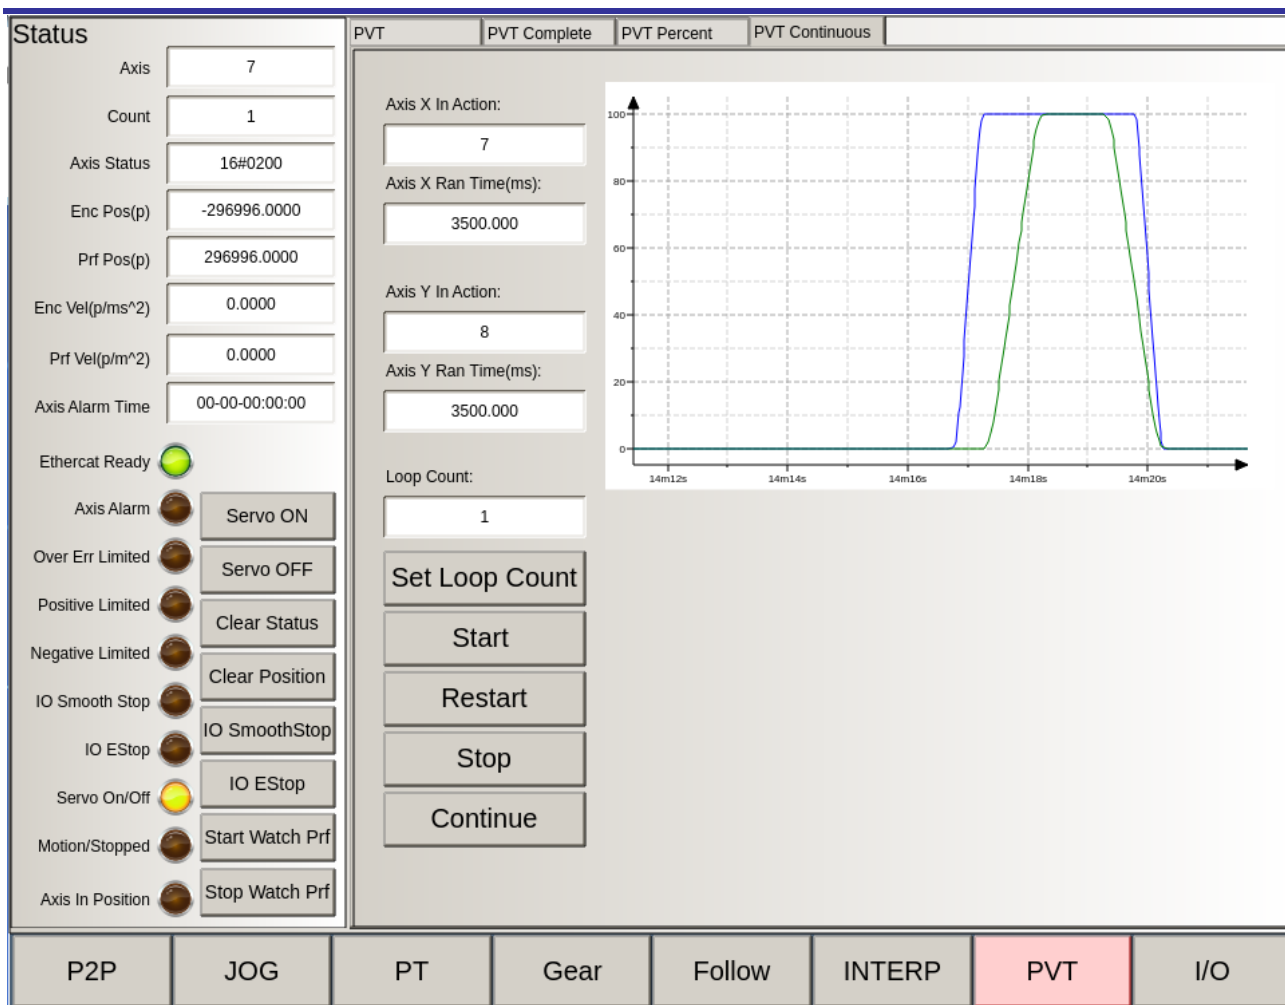 Status
Axis 7
Count 1
Axis Status 16#0200
Enc Pos(p) -296996.0000
Prf Pos(p) 296996.0000
Enc Vel(p/ms^2) 0.0000
Prf Vel(p/m^2) 0.0000
Axis Alarm Time 00-00-00:00:00
Ethercat Ready
Axis Alarm
Over Err Limited
Positive Limited
Negative Limited
IO Smooth Stop
IO EStop
Servo On/Off
Motion/Stopped
Axis In Position
Servo ON
Servo OFF
Clear Status
Clear Position
IO SmoothStop
IO EStop
Start Watch Prf
Stop Watch Prf
PVT PVT Complete PVT Percent PVT Continuous
Axis X In Action:
7
Axis X Ran Time(ms):
3500.000
Axis Y In Action:
8
Axis Y Ran Time(ms):
3500.000
Loop Count:
1
Set Loop Count
Start
Restart
Stop
Continue
100
80
60
40
20
0
14m12s 14m14s 14m16s 14m18s 14m20s
P2P JOG PT Gear Follow INTERP PVT I/O